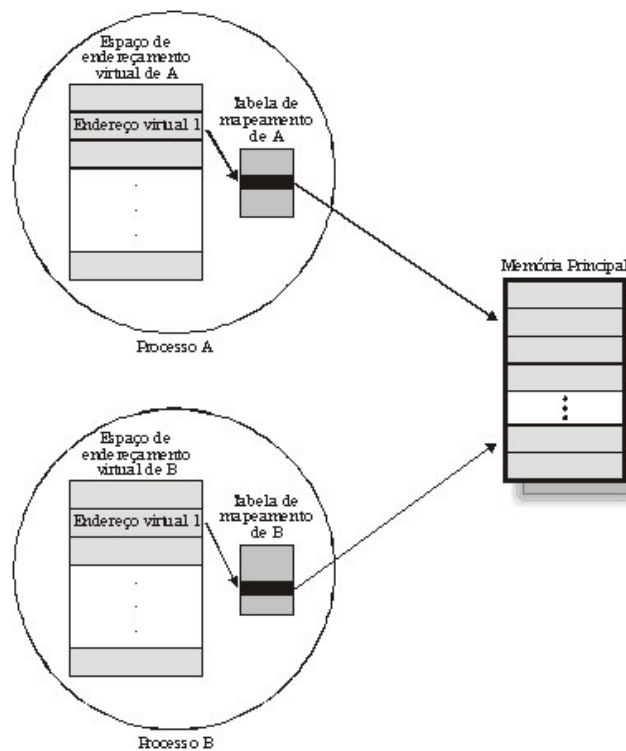 Espaço de
endereçamento
virtual de A
Endereço virtual 1
Tabela de
mapeamento
de A
Processo A
Memória Principal
Espaço de
endereçamento
virtual de B
Endereço virtual 1
Tabela de
mapeamento
de B
Processo B